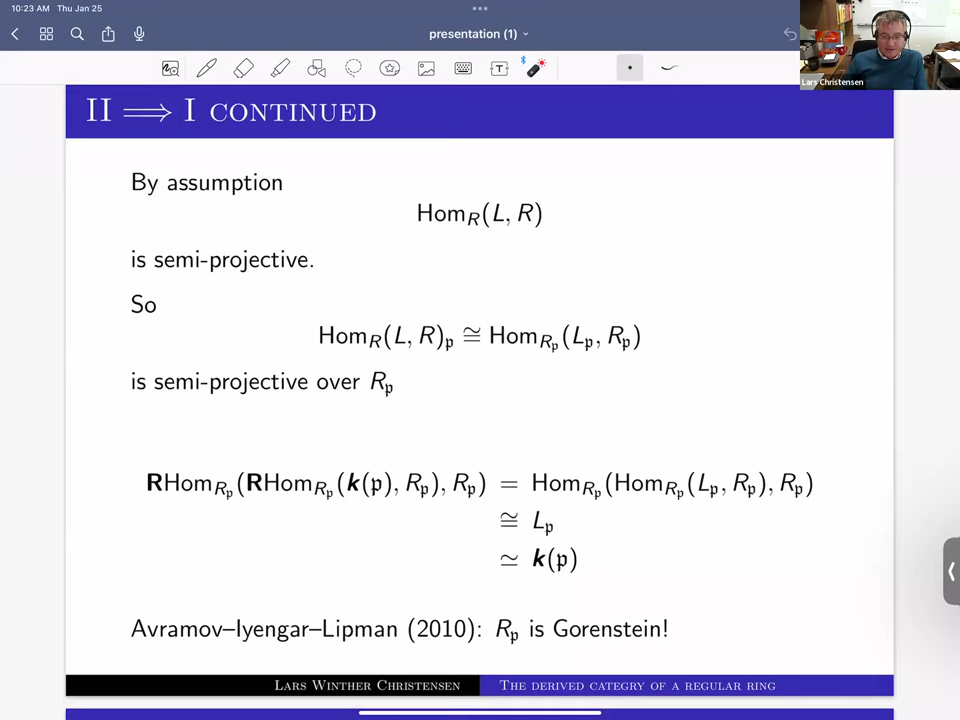 10:23 AM Thu Jan 25
presentation (1)
Lars Christensen
II ⟹ I CONTINUED
By assumption
Hom_R(L, R)
is semi-projective.
So
Hom_R(L, R)_𝔭 ≅ Hom_{R_𝔭}(L_𝔭, R_𝔭)
is semi-projective over R_𝔭
RHom_{R_𝔭}(RHom_{R_𝔭}(k(𝔭), R_𝔭), R_𝔭) = Hom_{R_𝔭}(Hom_{R_𝔭}(L_𝔭, R_𝔭), R_𝔭)
≅ L_𝔭
≃ k(𝔭)
Avramov–Iyengar–Lipman (2010): R_𝔭 is Gorenstein!
LARS WINTHER CHRISTENSEN THE DERIVED CATEGRY OF A REGULAR RING